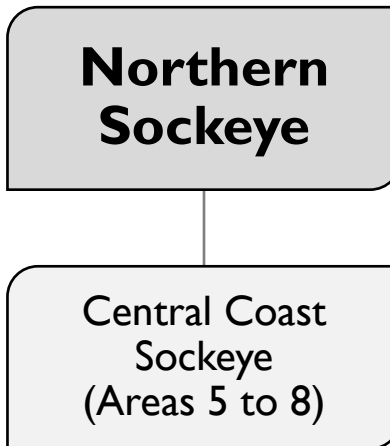 Northern
Sockeye
Central Coast
Sockeye
(Areas 5 to 8)